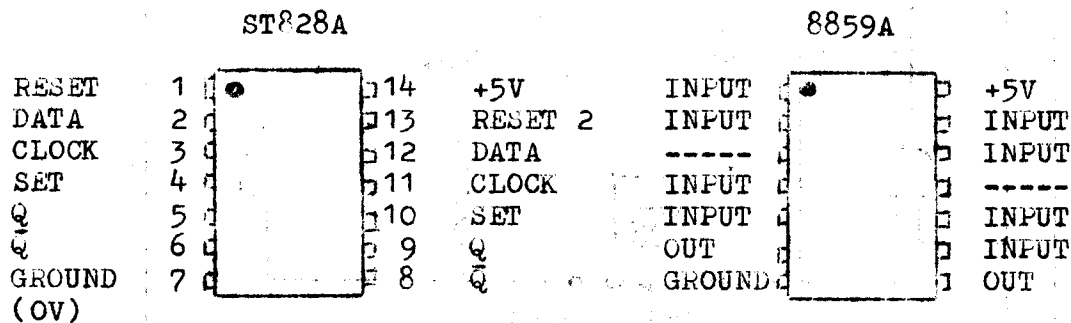 ST828A 8859A
RESET 1 14 +5V INPUT +5V
DATA 2 13 RESET 2 INPUT INPUT
CLOCK 3 12 DATA ----- INPUT
SET 4 11 CLOCK INPUT -----
Q 5 10 SET INPUT INPUT
Q̄ 6 9 Q OUT INPUT
GROUND 7 8 Q̄ GROUND OUT
(OV)